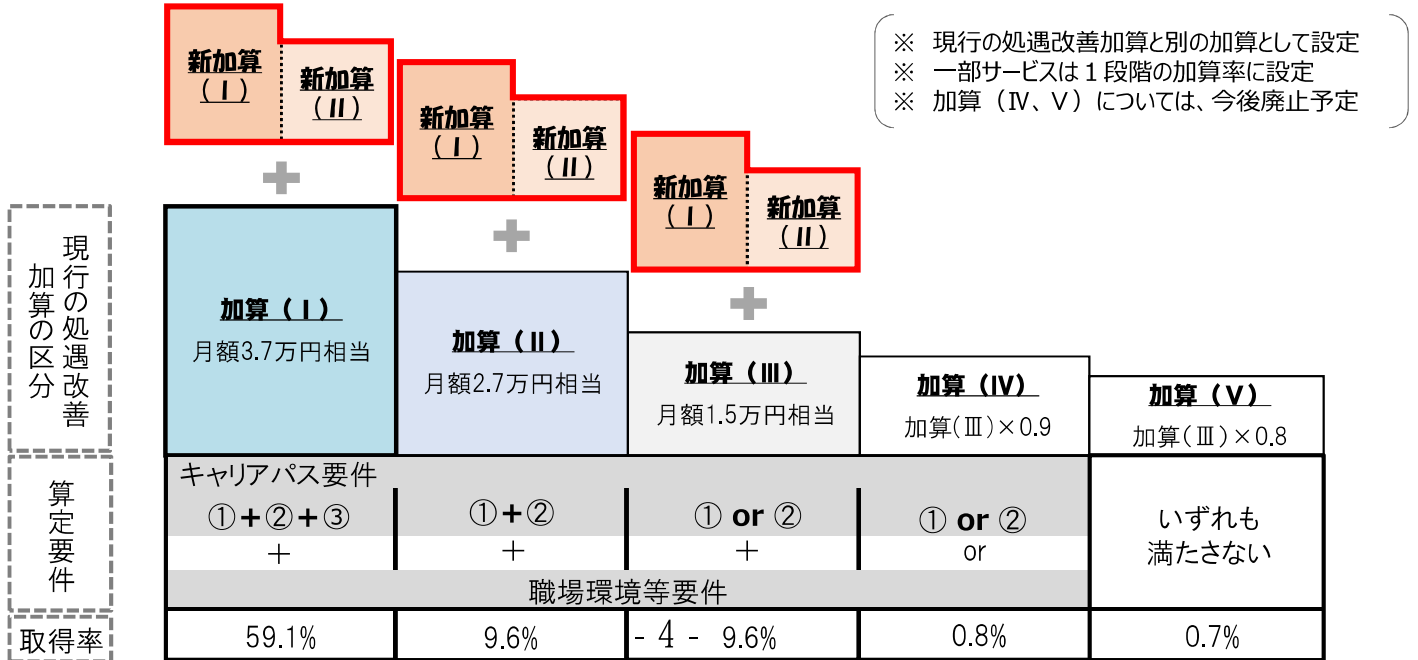 新加算
(Ⅰ)
新加算
(Ⅱ)
新加算
(Ⅰ)
新加算
(Ⅱ)
新加算
(Ⅰ)
新加算
(Ⅱ)
※ 現行の処遇改善加算と別の加算として設定
※ 一部サービスは1段階の加算率に設定
※ 加算(Ⅳ、Ⅴ)については、今後廃止予定
現行の処遇改善
加算の区分
加算(Ⅰ)
月額3.7万円相当
加算(Ⅱ)
月額2.7万円相当
加算(Ⅲ)
月額1.5万円相当
加算(Ⅳ)
加算(Ⅲ)×0.9
加算(Ⅴ)
加算(Ⅲ)×0.8
算定要件
キャリアパス要件
①+②+③
+
①+②
+
① or ②
+
① or ②
or
いずれも
満たさない
職場環境等要件
取得率
59.1%
9.6%
- 4 - 9.6%
0.8%
0.7%